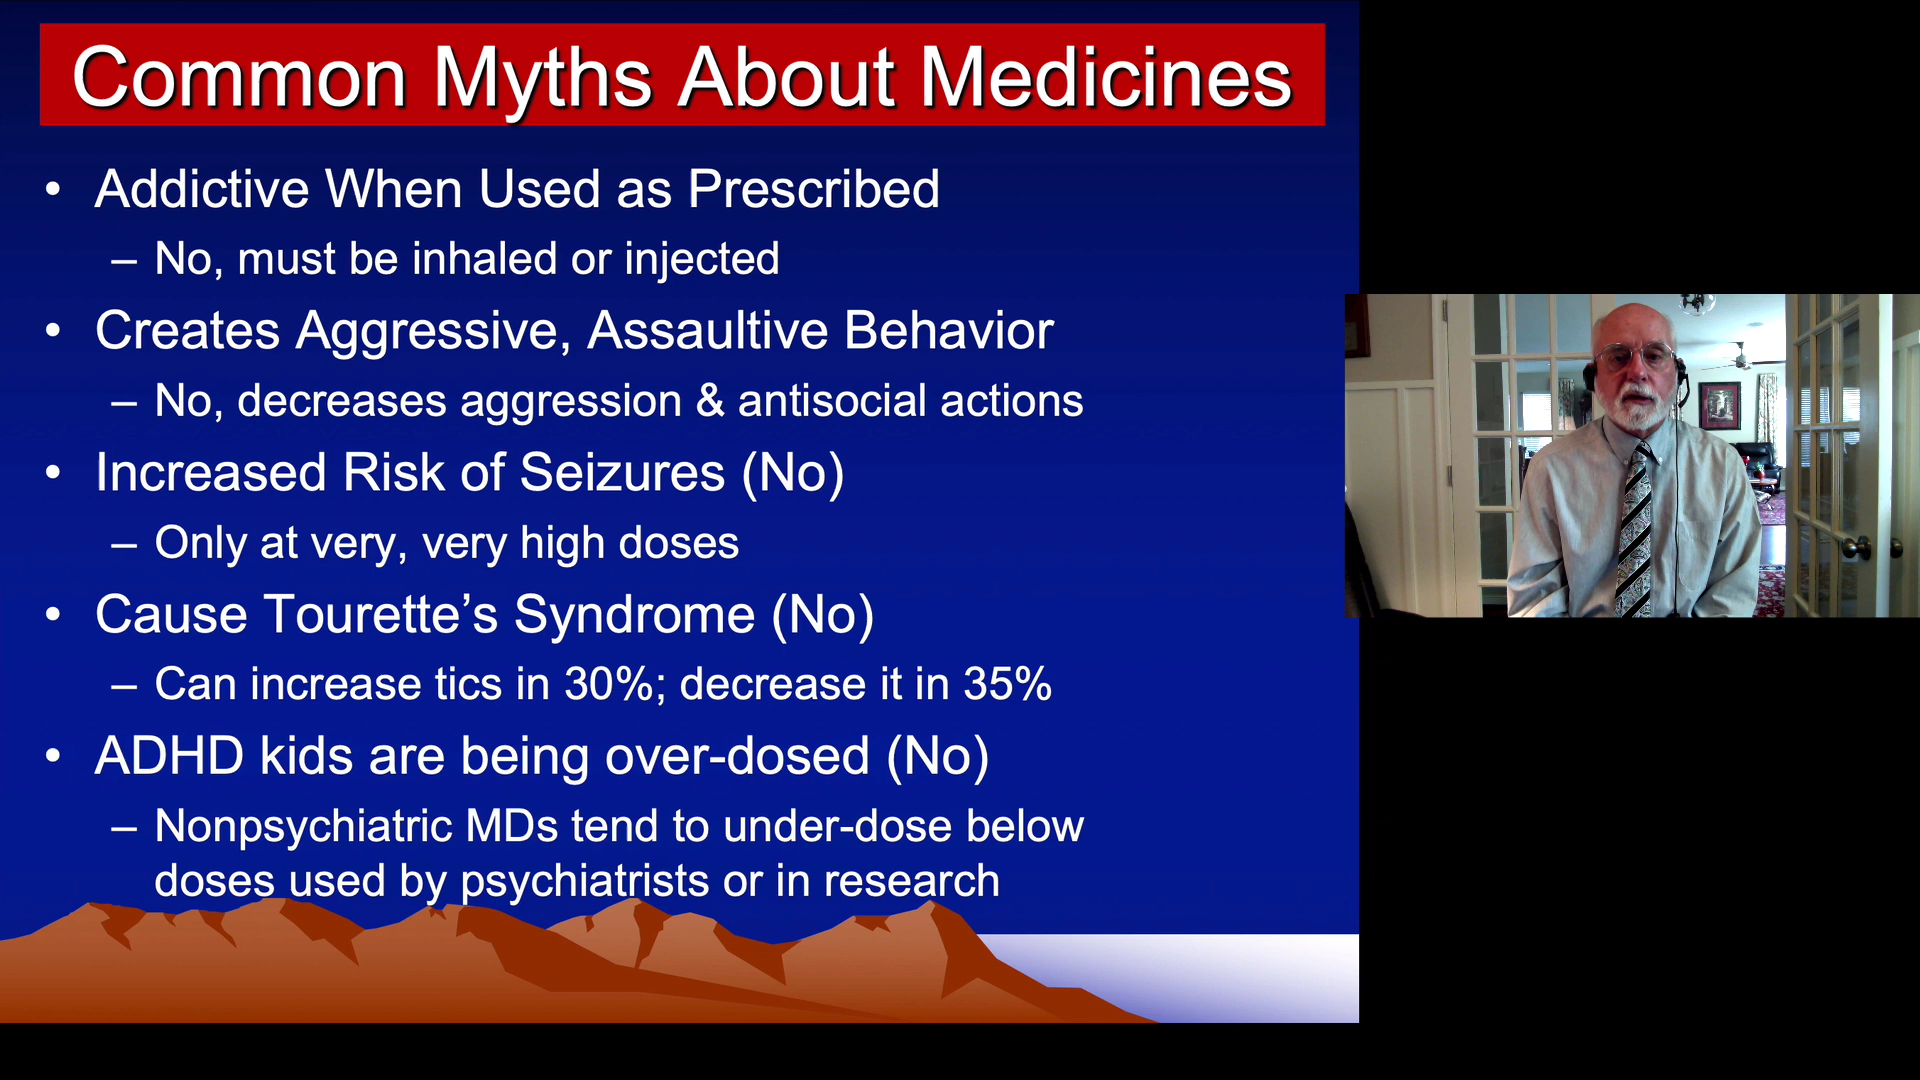 Common Myths About Medicines
• Addictive When Used as Prescribed
– No, must be inhaled or injected
• Creates Aggressive, Assaultive Behavior
– No, decreases aggression & antisocial actions
• Increased Risk of Seizures (No)
– Only at very, very high doses
• Cause Tourette’s Syndrome (No)
– Can increase tics in 30%; decrease it in 35%
• ADHD kids are being over-dosed (No)
– Nonpsychiatric MDs tend to under-dose below
doses used by psychiatrists or in research